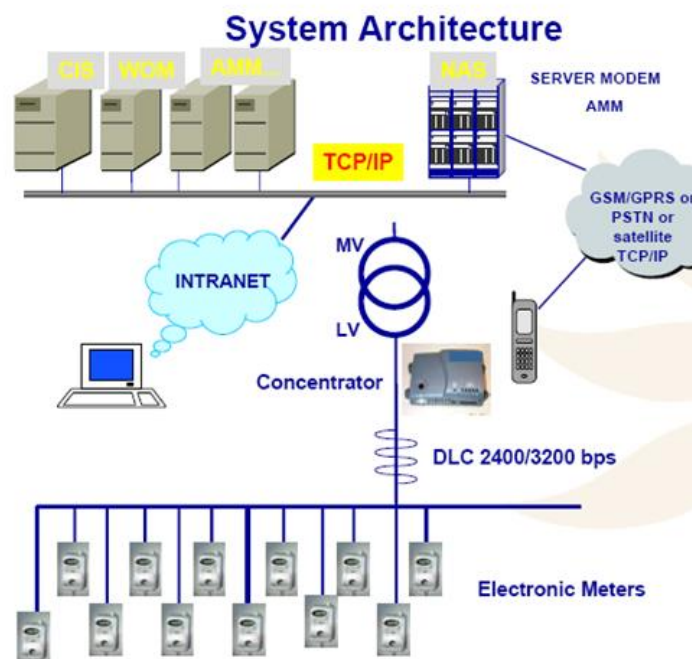 System Architecture
CIS WOM AMM... NAS
SERVER MODEM
AMM
TCP/IP
GSM/GPRS or
PSTN or
satellite
TCP/IP
MV
INTRANET
LV
Concentrator
DLC 2400/3200 bps
Electronic Meters